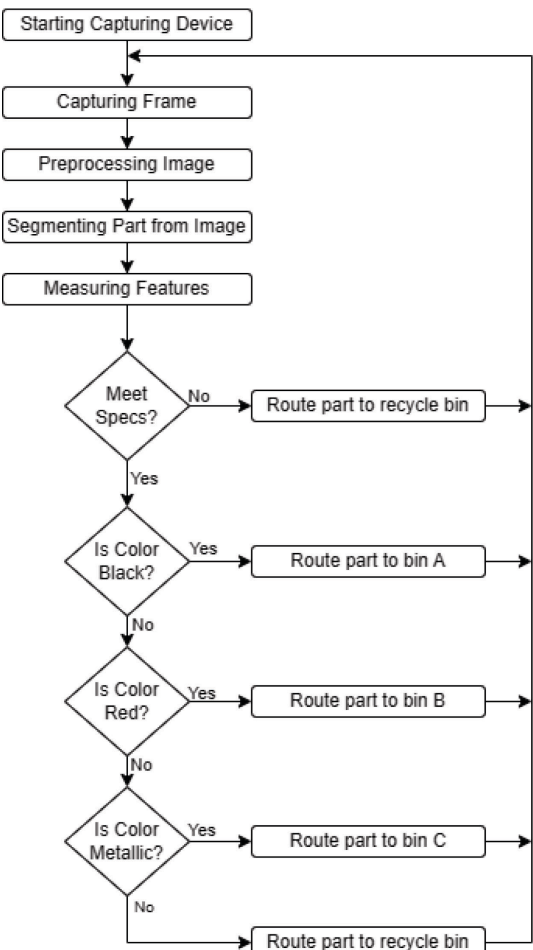 Starting Capturing Device
Capturing Frame
Preprocessing Image
Segmenting Part from Image
Measuring Features
Meet
Specs?
No
Route part to recycle bin
Yes
Is Color
Black?
Yes
Route part to bin A
No
Is Color
Red?
Yes
Route part to bin B
No
Is Color
Metallic?
Yes
Route part to bin C
No
Route part to recycle bin